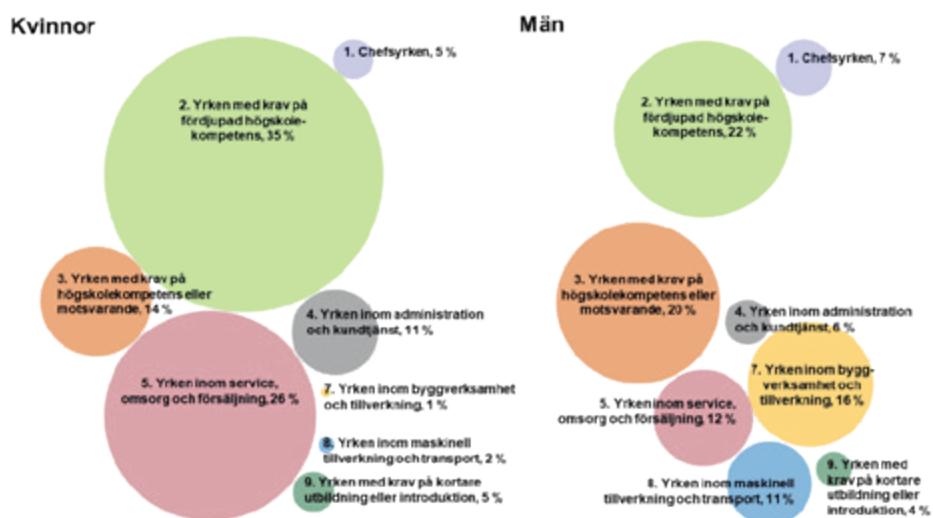 Kvinnor
1. Chefsyrken, 5 %
2. Yrken med krav på
fördjupad högskole-
kompetens, 35 %
3. Yrken med krav på
högskolekompetens eller
motsvarande, 14 %
4. Yrken inom administration
och kundtjänst, 11 %
5. Yrken inom service,
omsorg och försäljning, 26 %
7. Yrken inom byggverksamhet
och tillverkning, 1 %
8. Yrken inom maskinell
tillverkning och transport, 2 %
9. Yrken med krav på kortare
utbildning eller introduktion, 5 %
Män
1. Chefsyrken, 7 %
2. Yrken med krav på
fördjupad högskole-
kompetens, 22 %
3. Yrken med krav på
högskolekompetens eller
motsvarande, 20 %
4. Yrken inom administration
och kundtjänst, 6 %
7. Yrken inom bygg-
verksamhet och
tillverkning, 16 %
5. Yrken inom service,
omsorg och försäljning, 12 %
8. Yrken inom maskinell
tillverkning och transport, 11 %
9. Yrken med
krav på kortare
utbildning eller
introduktion, 4 %